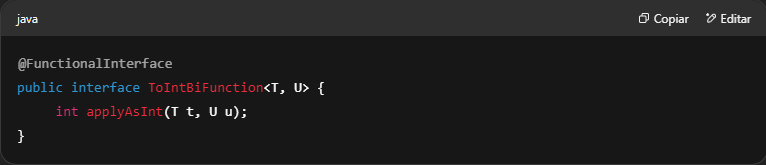 java Copiar Editar
@FunctionalInterface
public interface ToIntBiFunction<T, U> {
    int applyAsInt(T t, U u);
}